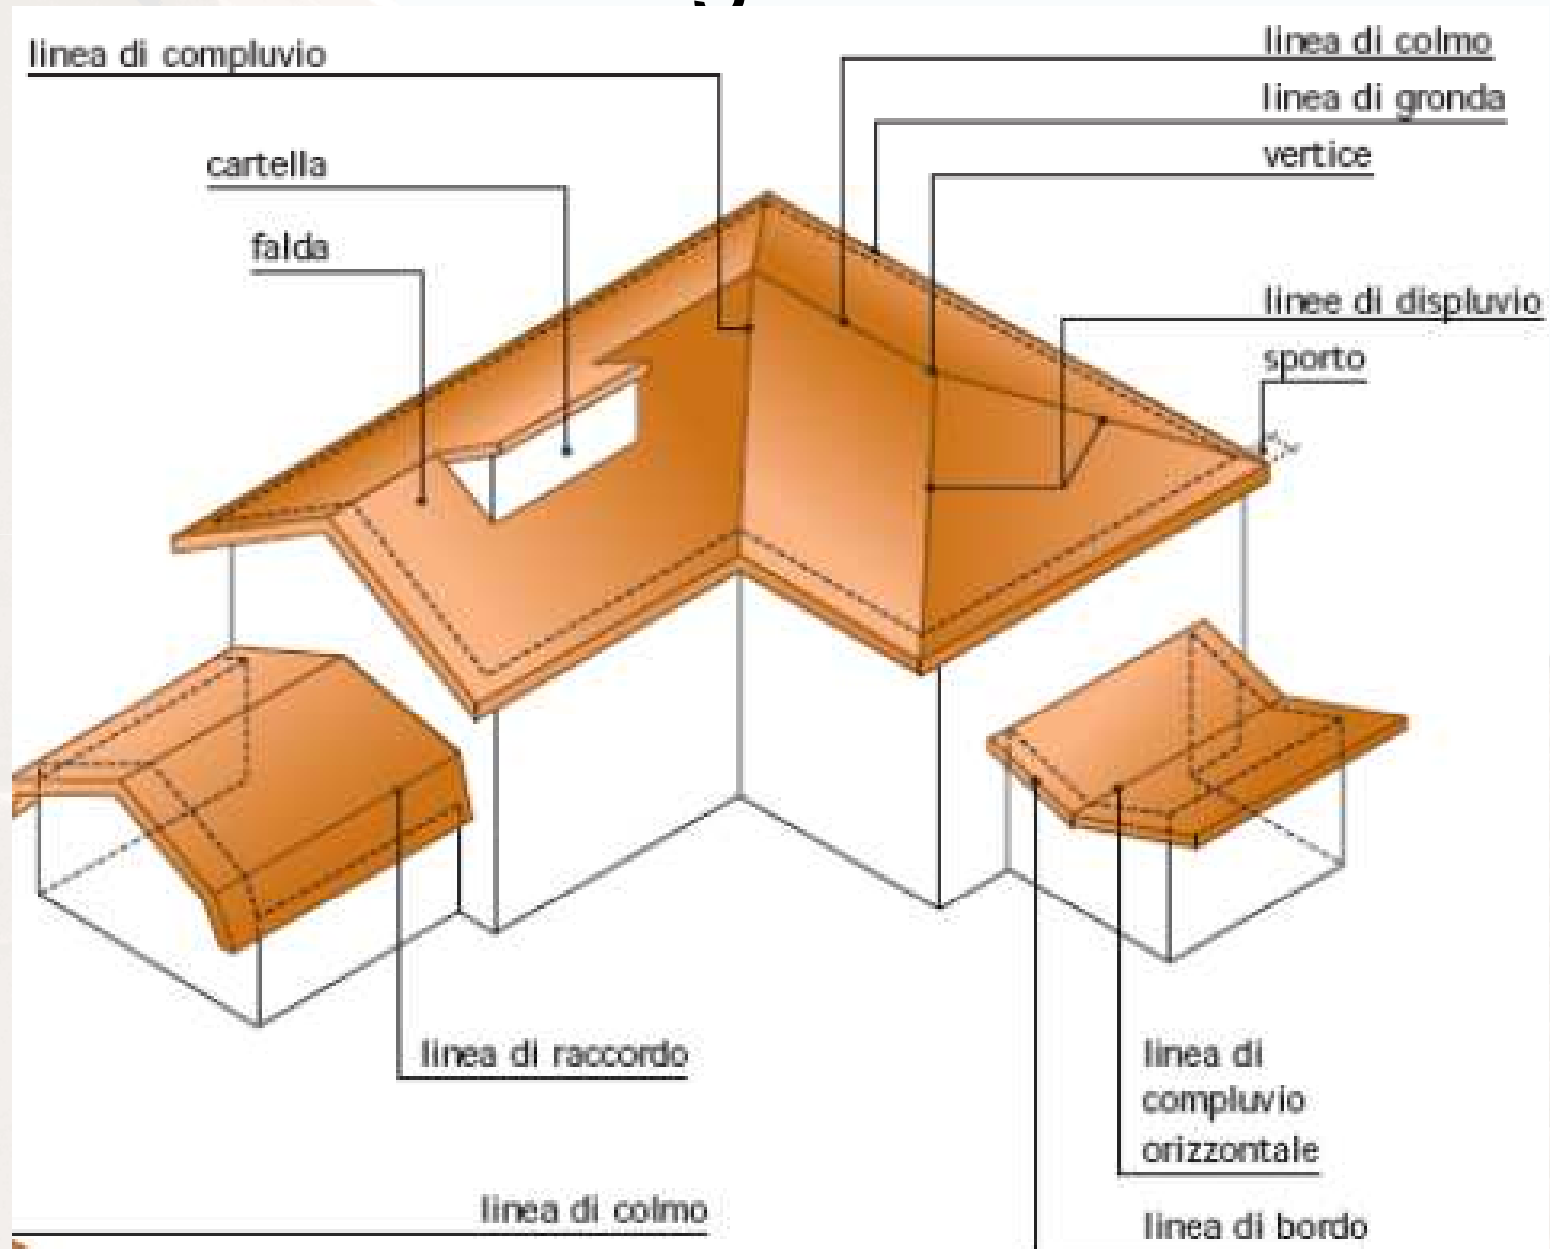 linea di compluvio
linea di colmo
linea di gronda
cartella
vertice
falda
linee di displuvio
sporto
linea di raccordo
linea di
compluvio
orizzontale
linea di colmo
linea di bordo